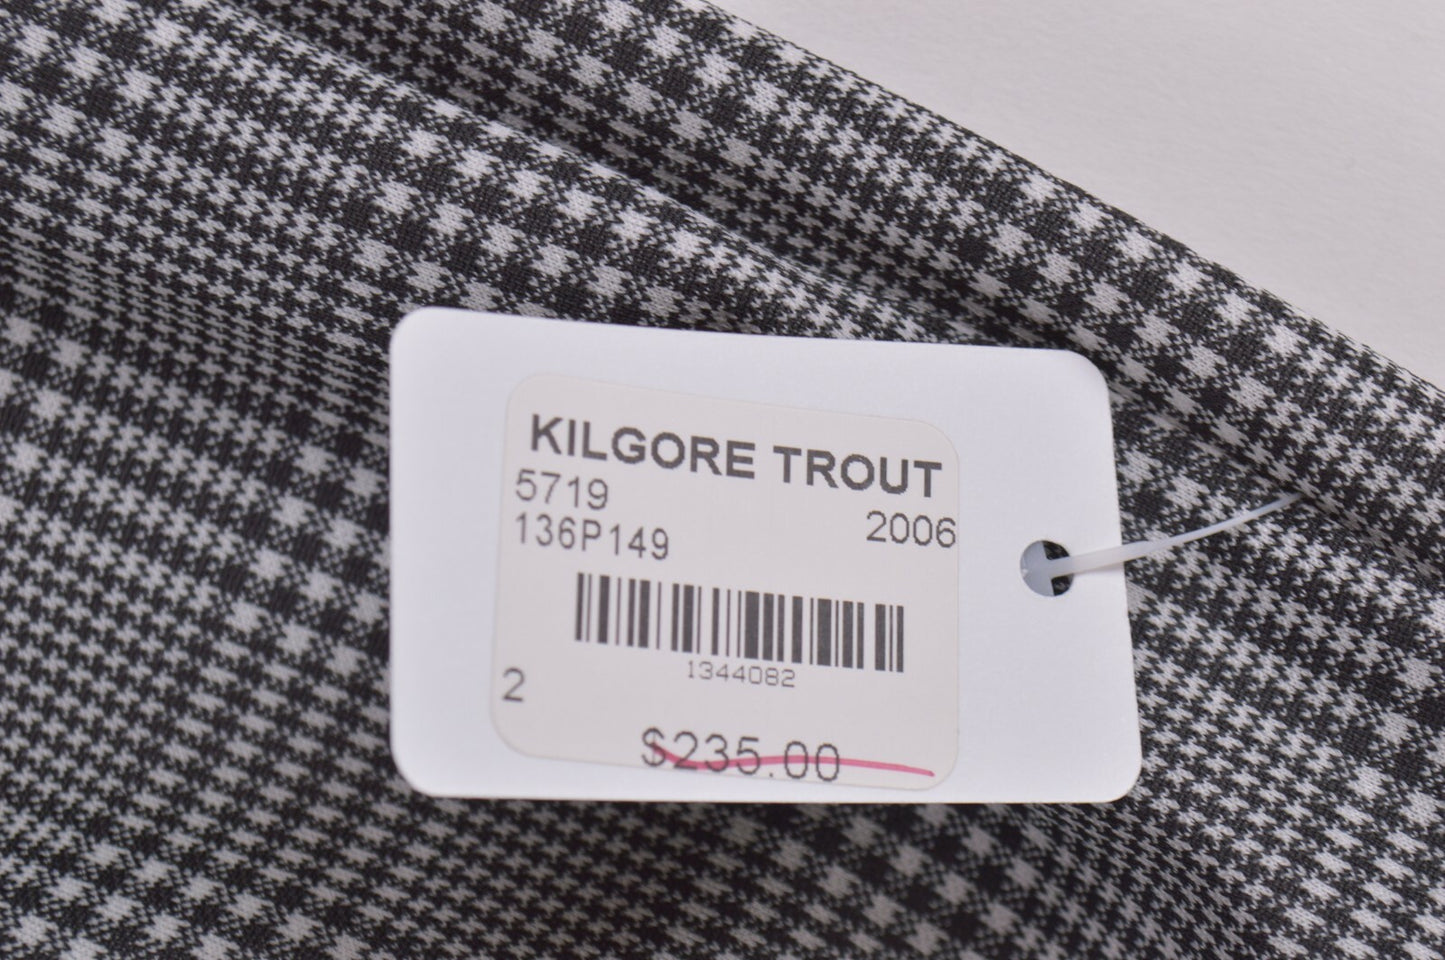 KILGORE TROUT
5719
136P149 2006
1344082
2
$235.00